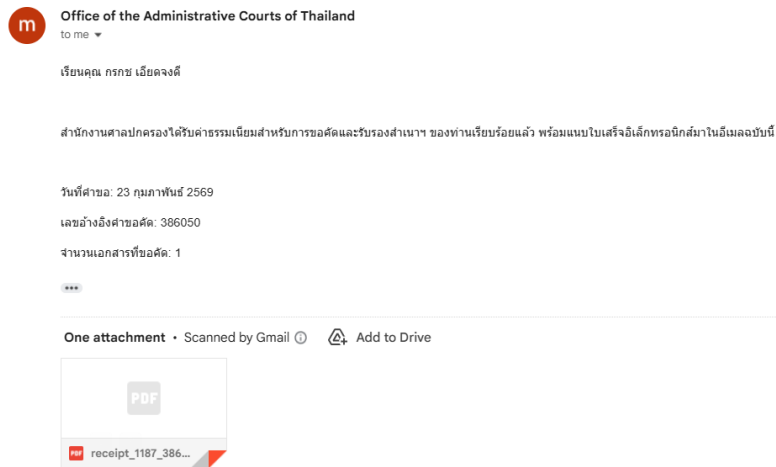 m
Office of the Administrative Courts of Thailand
to me
เรียนคุณ กรกช เอียดจงดี
สำนักงานศาลปกครองได้รับค่าธรรมเนียมสำหรับการขอคัดและรับรองสำเนาฯ ของท่านเรียบร้อยแล้ว พร้อมแนบใบเสร็จอิเล็กทรอนิกส์มาในอีเมลฉบับนี้
วันที่คำขอ: 23 กุมภาพันธ์ 2569
เลขอ้างอิงคำขอคัด: 386050
จำนวนเอกสารที่ขอคัด: 1
One attachment • Scanned by Gmail Add to Drive
PDF
PDF receipt_1187_386...